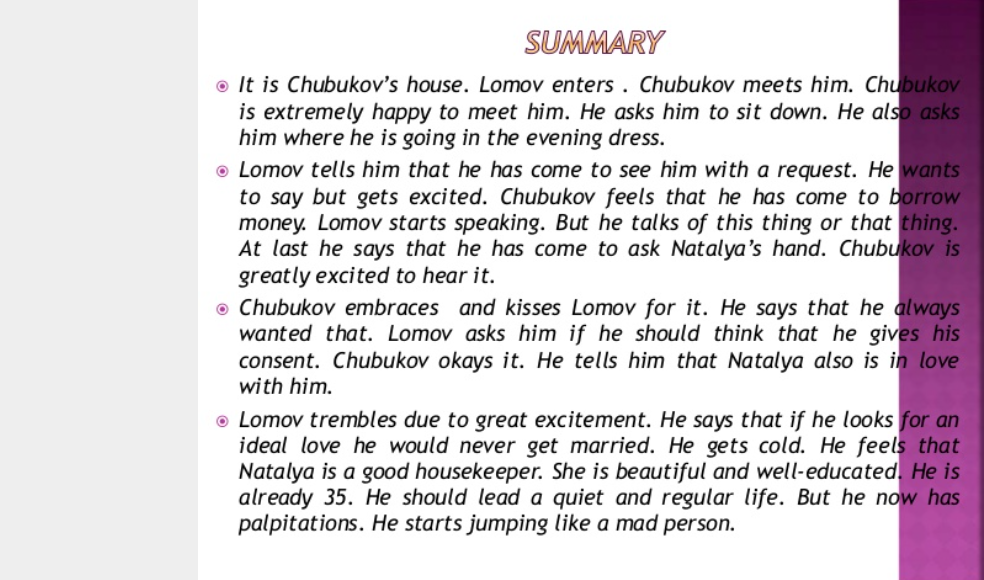 SUMMARY
It is Chubukov's house. Lomov enters . Chubukov meets him. Chubukov
is extremely happy to meet him. He asks him to sit down. He also asks
him where he is going in the evening dress.
Lomov tells him that he has come to see him with a request. He wants
to say but gets excited. Chubukov feels that he has come to borrow
money. Lomov starts speaking. But he talks of this thing or that thing.
At last he says that he has come to ask Natalya's hand. Chubukov is
greatly excited to hear it.
Chubukov embraces and kisses Lomov for it. He says that he always
wanted that. Lomov asks him if he should think that he gives his
consent. Chubukov okays it. He tells him that Natalya also is in love
with him.
Lomov trembles due to great excitement. He says that if he looks for an
ideal love he would never get married. He gets cold. He feels that
Natalya is a good housekeeper. She is beautiful and well-educated. He is
already 35. He should lead a quiet and regular life. But he now has
palpitations. He starts jumping like a mad person.